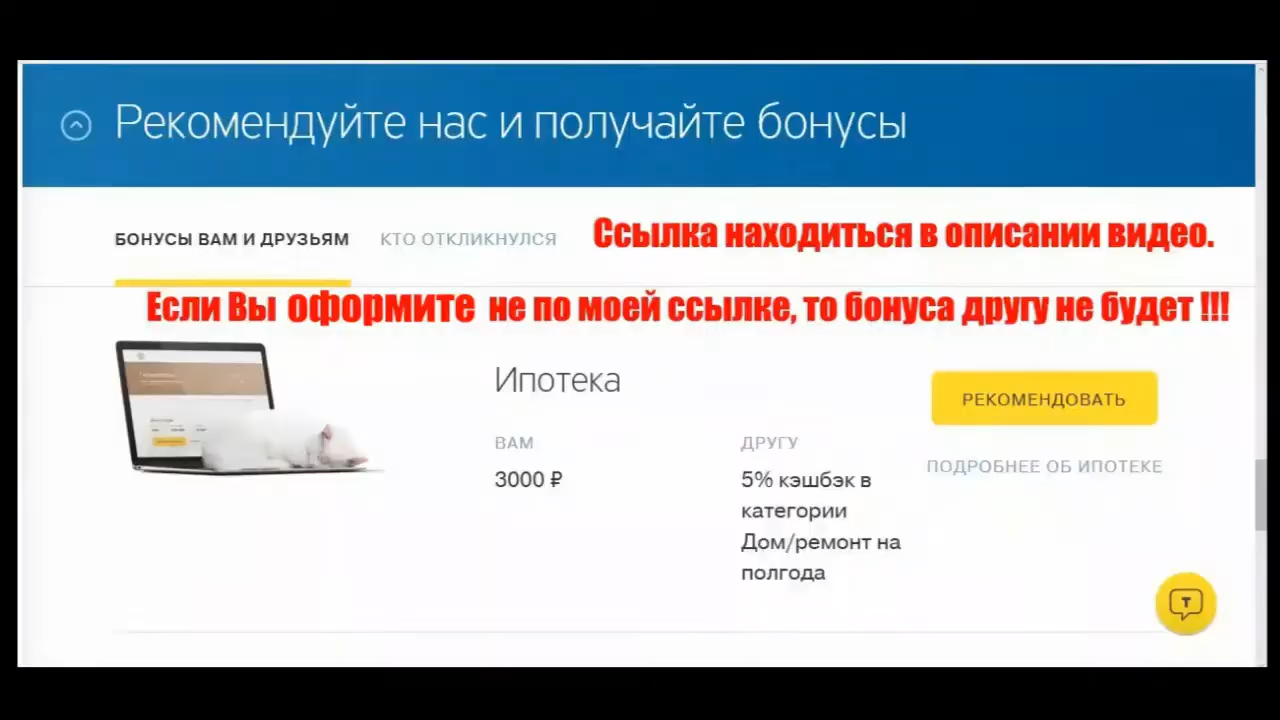 Рекомендуйте нас и получайте бонусы
БОНУСЫ ВАМ И ДРУЗЬЯМ
КТО ОТКЛИКНУЛСЯ
Ссылка находиться в описании видео.
Если Вы оформите не по моей ссылке, то бонуса другу не будет !!!
Ипотека
РЕКОМЕНДОВАТЬ
ВАМ
ДРУГУ
ПОДРОБНЕЕ ОБ ИПОТЕКЕ
3000 ₽
5% кэшбэк в
категории
Дом/ремонт на
полгода
Т